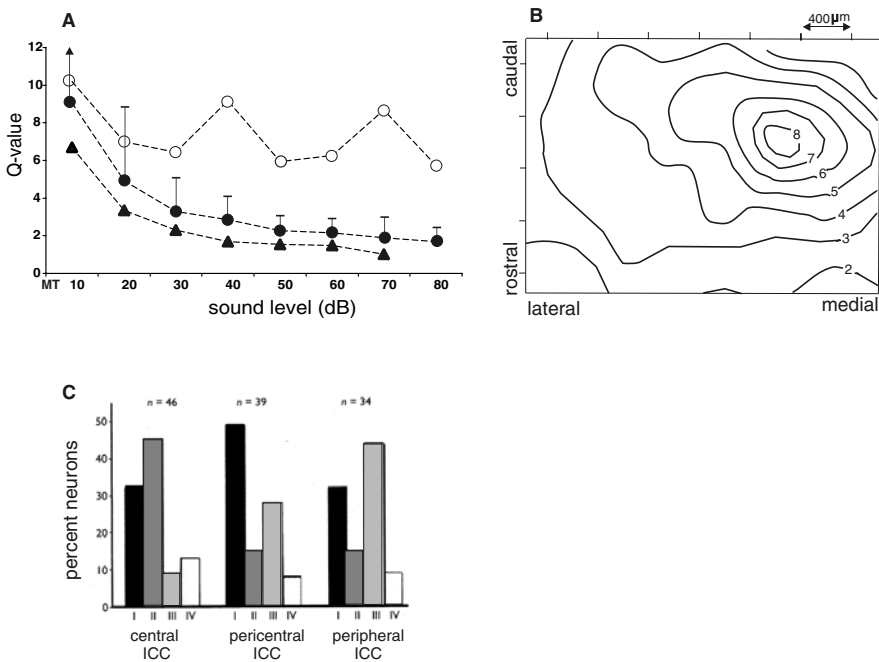 A
12
10
8
6
4
2
0
Q-value
MT 10 20 30 40 50 60 70 80
sound level (dB)
B
400µm
caudal
rostral
8
7
6
5
4
3
2
lateral
medial
C
n = 46 n = 39 n = 34
50
40
30
20
10
0
percent neurons
I II III IV I II III IV I II III IV
central pericentral peripheral
ICC ICC ICC